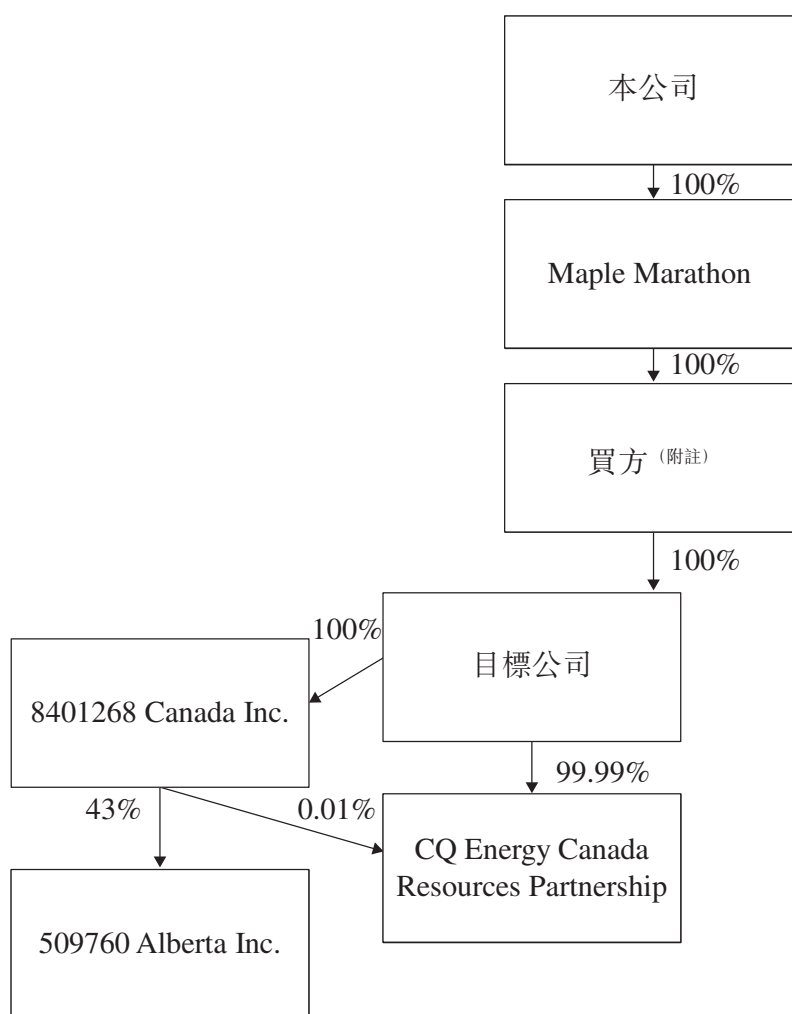 本公司
100%
Maple Marathon
100%
買方（附註）
100%
目標公司
100%
8401268 Canada Inc.
99.99%
43%
0.01%
CQ Energy Canada
Resources Partnership
509760 Alberta Inc.